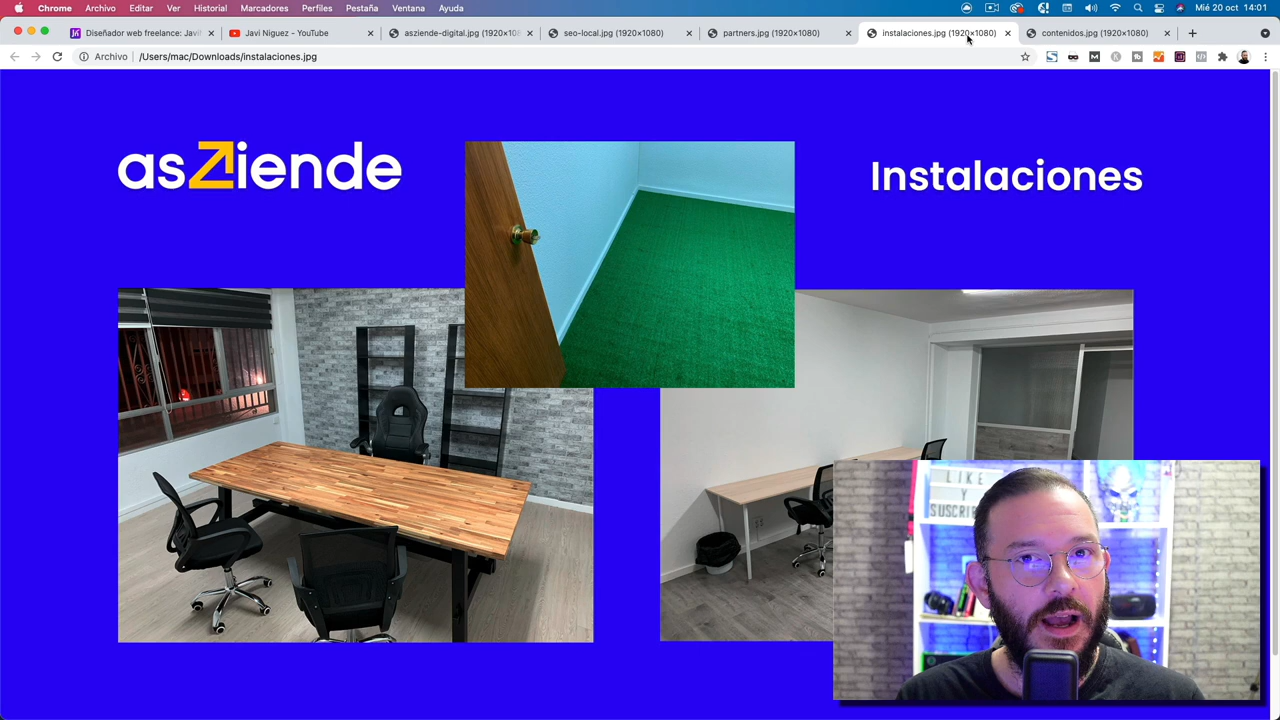 Chrome Archivo Editar Ver Historial Marcadores Perfiles Pestaña Ventana Ayuda Mié 20 oct 14:01
Diseñador web freelance: Javi Javi Niguez - YouTube asziende-digital.jpg (1920×108 seo-local.jpg (1920×1080) partners.jpg (1920×1080) instalaciones.jpg (1920×1080) contenidos.jpg (1920×1080)
Archivo /Users/mac/Downloads/instalaciones.jpg
asziende
Instalaciones
LIKE
Y
SUSCRIB